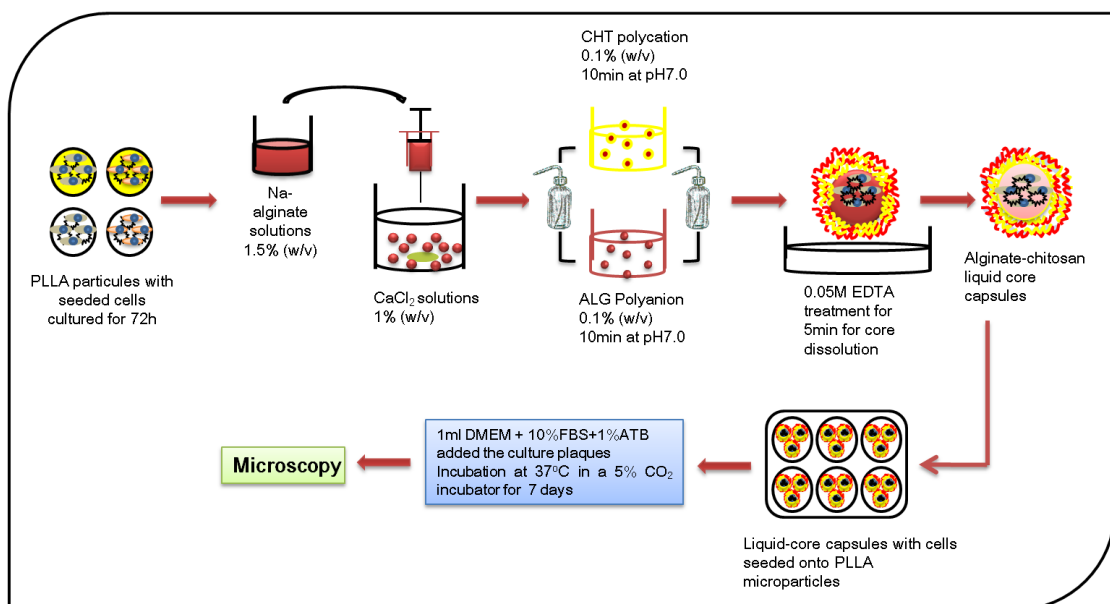 PLLA particules with
seeded cells
cultured for 72h
Na-
alginate
solutions
1.5% (w/v)
CaCl₂ solutions
1% (w/v)
CHT polycation
0.1% (w/v)
10min at pH7.0
ALG Polyanion
0.1% (w/v)
10min at pH7.0
0.05M EDTA
treatment for
5min for core
dissolution
Alginate-chitosan
liquid core
capsules
Liquid-core capsules with cells
seeded onto PLLA
microparticles
1ml DMEM + 10%FBS+1%ATB
added the culture plaques
Incubation at 37⁰C in a 5% CO₂
incubator for 7 days
Microscopy